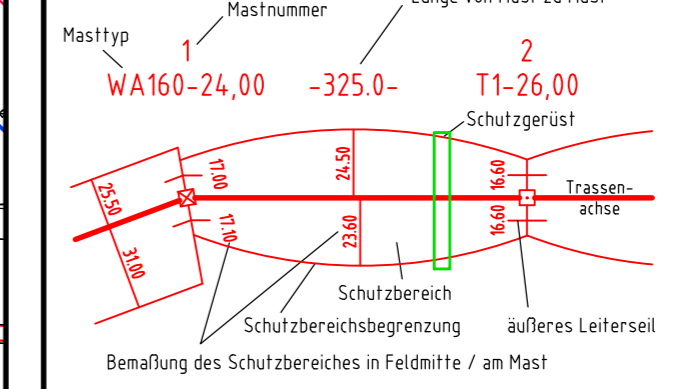 Länge von Mast zu Mast
Mastnummer
Masttyp
1
2
WA160-24,00
-325.0-
T1-26,00
Schutzgerüst
17.00
24.50
16.60
25.50
Trassen-
achse
17.10
23.60
16.60
31.00
Schutzbereich
Schutzbereichsbegrenzung
äußeres Leiterseil
Bemaßung des Schutzbereiches in Feldmitte / am Mast